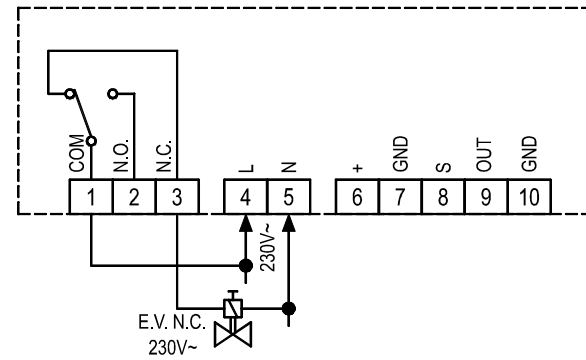 COM
N.O.
N.C.
L
N
+
GND
S
OUT
GND
1 2 3 4 5 6 7 8 9 10
230V~
E.V. N.C.
230V~